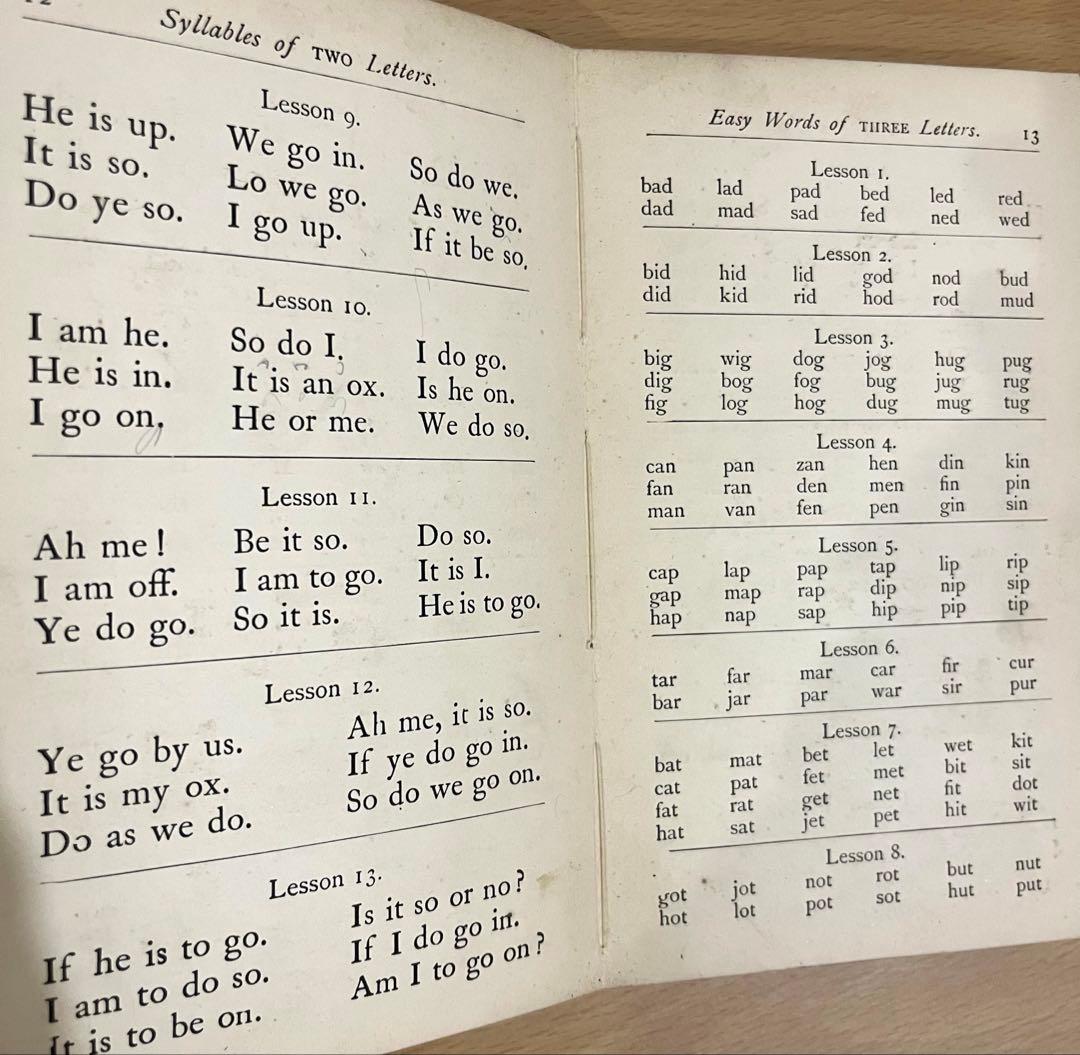 Syllables of TWO Letters.
Lesson 9.
He is up. We go in. So do we.
It is so. Lo we go. As we go.
Do ye so. I go up. If it be so.
Lesson 10.
I am he. So do I. I do go.
He is in. It is an ox. Is he on.
I go on. He or me. We do so.
Lesson 11.
Ah me! Be it so. Do so.
I am off. I am to go. It is I.
Ye do go. So it is. He is to go.
Lesson 12.
Ye go by us. Ah me, it is so.
It is my ox. If ye do go in.
Do as we do. So do we go on.
Lesson 13.
If he is to go. Is it so or no?
I am to do so. If I do go in.
It is to be on. Am I to go on?
Easy Words of THREE Letters. 13
Lesson 1.
bad lad pad bed led red
dad mad sad fed ned wed
Lesson 2.
bid hid lid god nod bud
did kid rid hod rod mud
Lesson 3.
big wig dog jog hug pug
dig bog fog bug jug rug
fig log hog dug mug tug
Lesson 4.
can pan zan hen din kin
fan ran den men fin pin
man van fen pen gin sin
Lesson 5.
cap lap pap tap lip rip
gap map rap dip nip sip
hap nap sap hip pip tip
Lesson 6.
tar far mar car fir cur
bar jar par war sir pur
Lesson 7.
bat mat bet let wet kit
cat pat fet met bit sit
fat rat get net fit dot
hat sat jet pet hit wit
Lesson 8.
got jot not rot but nut
hot lot pot sot hut put